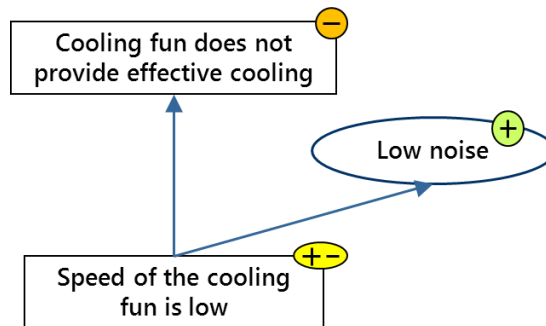 −
Cooling fun does not
provide effective cooling
+
Low noise
+−
Speed of the cooling
fun is low